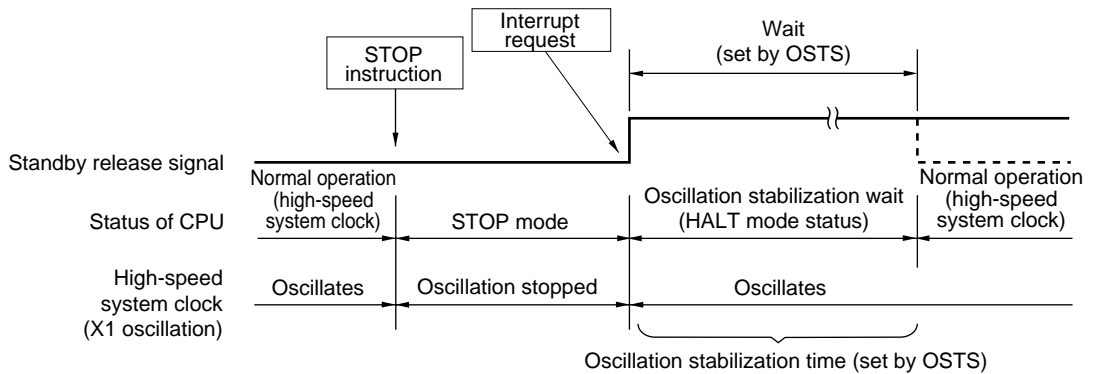 Interrupt
request
STOP
instruction
Wait
(set by OSTS)
Standby release signal
Normal operation
(high-speed
system clock)
Status of CPU
STOP mode
Oscillation stabilization wait
(HALT mode status)
Normal operation
(high-speed
system clock)
High-speed
system clock
(X1 oscillation)
Oscillates
Oscillation stopped
Oscillates
Oscillation stabilization time (set by OSTS)